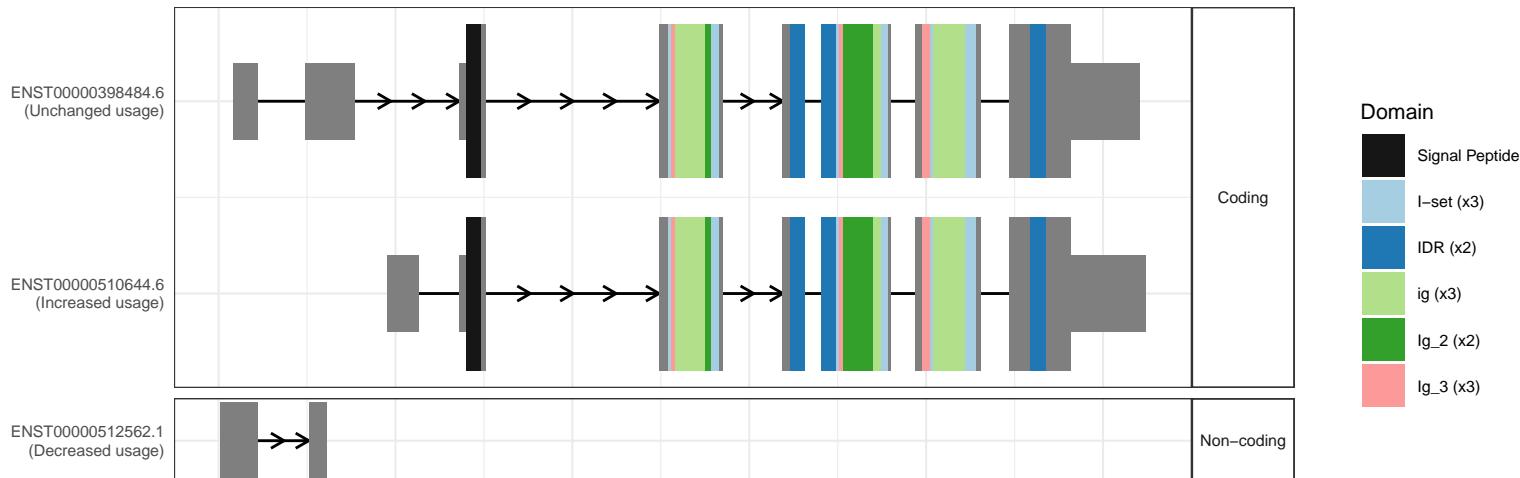 ENST00000398484.6
(Unchanged usage)
ENST00000510644.6
(Increased usage)
ENST00000512562.1
(Decreased usage)
Coding
Non−coding
Domain
Signal Peptide
I−set (x3)
IDR (x2)
ig (x3)
Ig_2 (x2)
Ig_3 (x3)